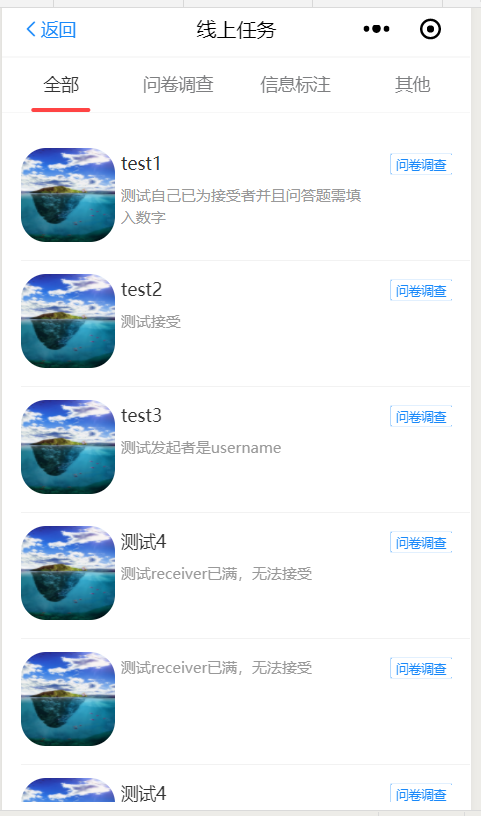 返回
线上任务
全部
问卷调查
信息标注
其他
test1
问卷调查
测试自己已为接受者并且问答题需填
入数字
test2
问卷调查
测试接受
test3
问卷调查
测试发起者是username
测试4
问卷调查
测试receiver已满，无法接受
测试receiver已满，无法接受
问卷调查
测试4
问卷调查